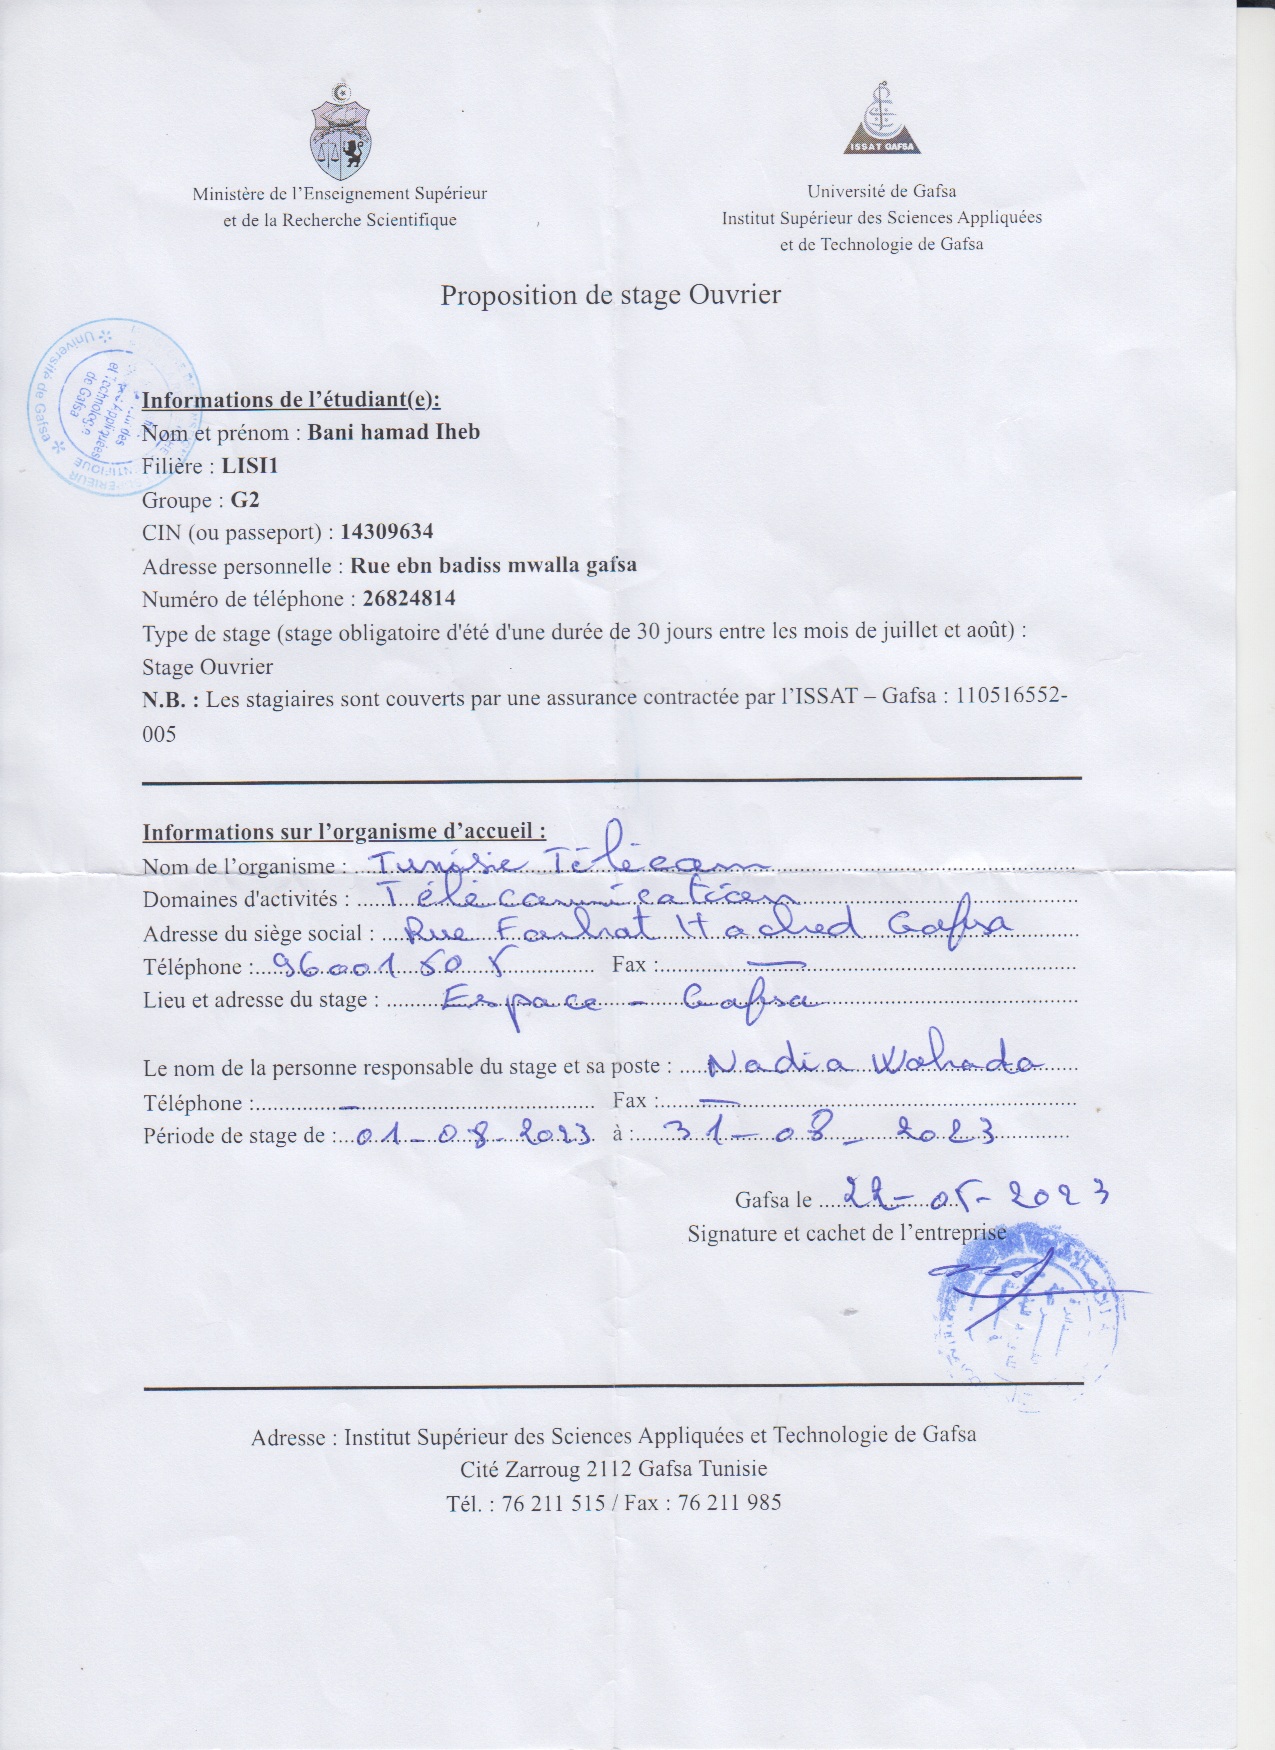 ISSAT GAFSA
Ministère de l'Enseignement Supérieur
et de la Recherche Scientifique
Université de Gafsa
Institut Supérieur des Sciences Appliquées
et de Technologie de Gafsa
Proposition de stage Ouvrier
Université de Gafsa
et Technologie
de Gafsa
Informations de l'étudiant(e):
Nom et prénom : Bani hamad Iheb
Filière : LISI1
Groupe : G2
CIN (ou passeport) : 14309634
Adresse personnelle : Rue ebn badiss mwalla gafsa
Numéro de téléphone : 26824814
Type de stage (stage obligatoire d'été d'une durée de 30 jours entre les mois de juillet et août) :
Stage Ouvrier
N.B. : Les stagiaires sont couverts par une assurance contractée par l'ISSAT – Gafsa : 110516552-
005
Informations sur l'organisme d'accueil :
Nom de l'organisme : Tunisie Télécom
Domaines d'activités : Télécomunication
Adresse du siège social : Rue Farhat Hached Gafsa
Téléphone : 96001505 Fax : —
Lieu et adresse du stage : Espace - Gafsa
Le nom de la personne responsable du stage et sa poste : Nadia Wahada
Téléphone : - Fax : —
Période de stage de : 01-08-2023 à : 31-08-2023
Gafsa le 22-05-2023
Signature et cachet de l'entreprise
Adresse : Institut Supérieur des Sciences Appliquées et Technologie de Gafsa
Cité Zarroug 2112 Gafsa Tunisie
Tél. : 76 211 515 / Fax : 76 211 985